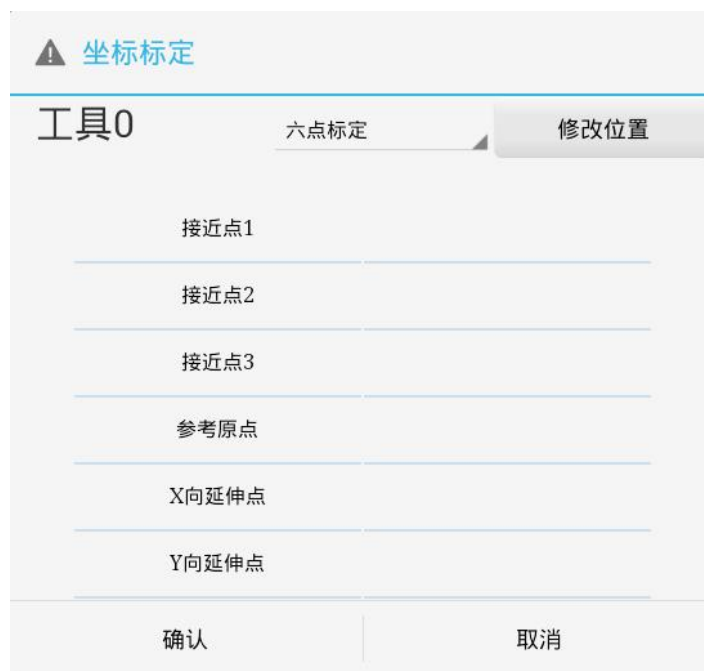 坐标标定
工具0 六点标定 修改位置
接近点1
接近点2
接近点3
参考原点
X向延伸点
Y向延伸点
确认 取消